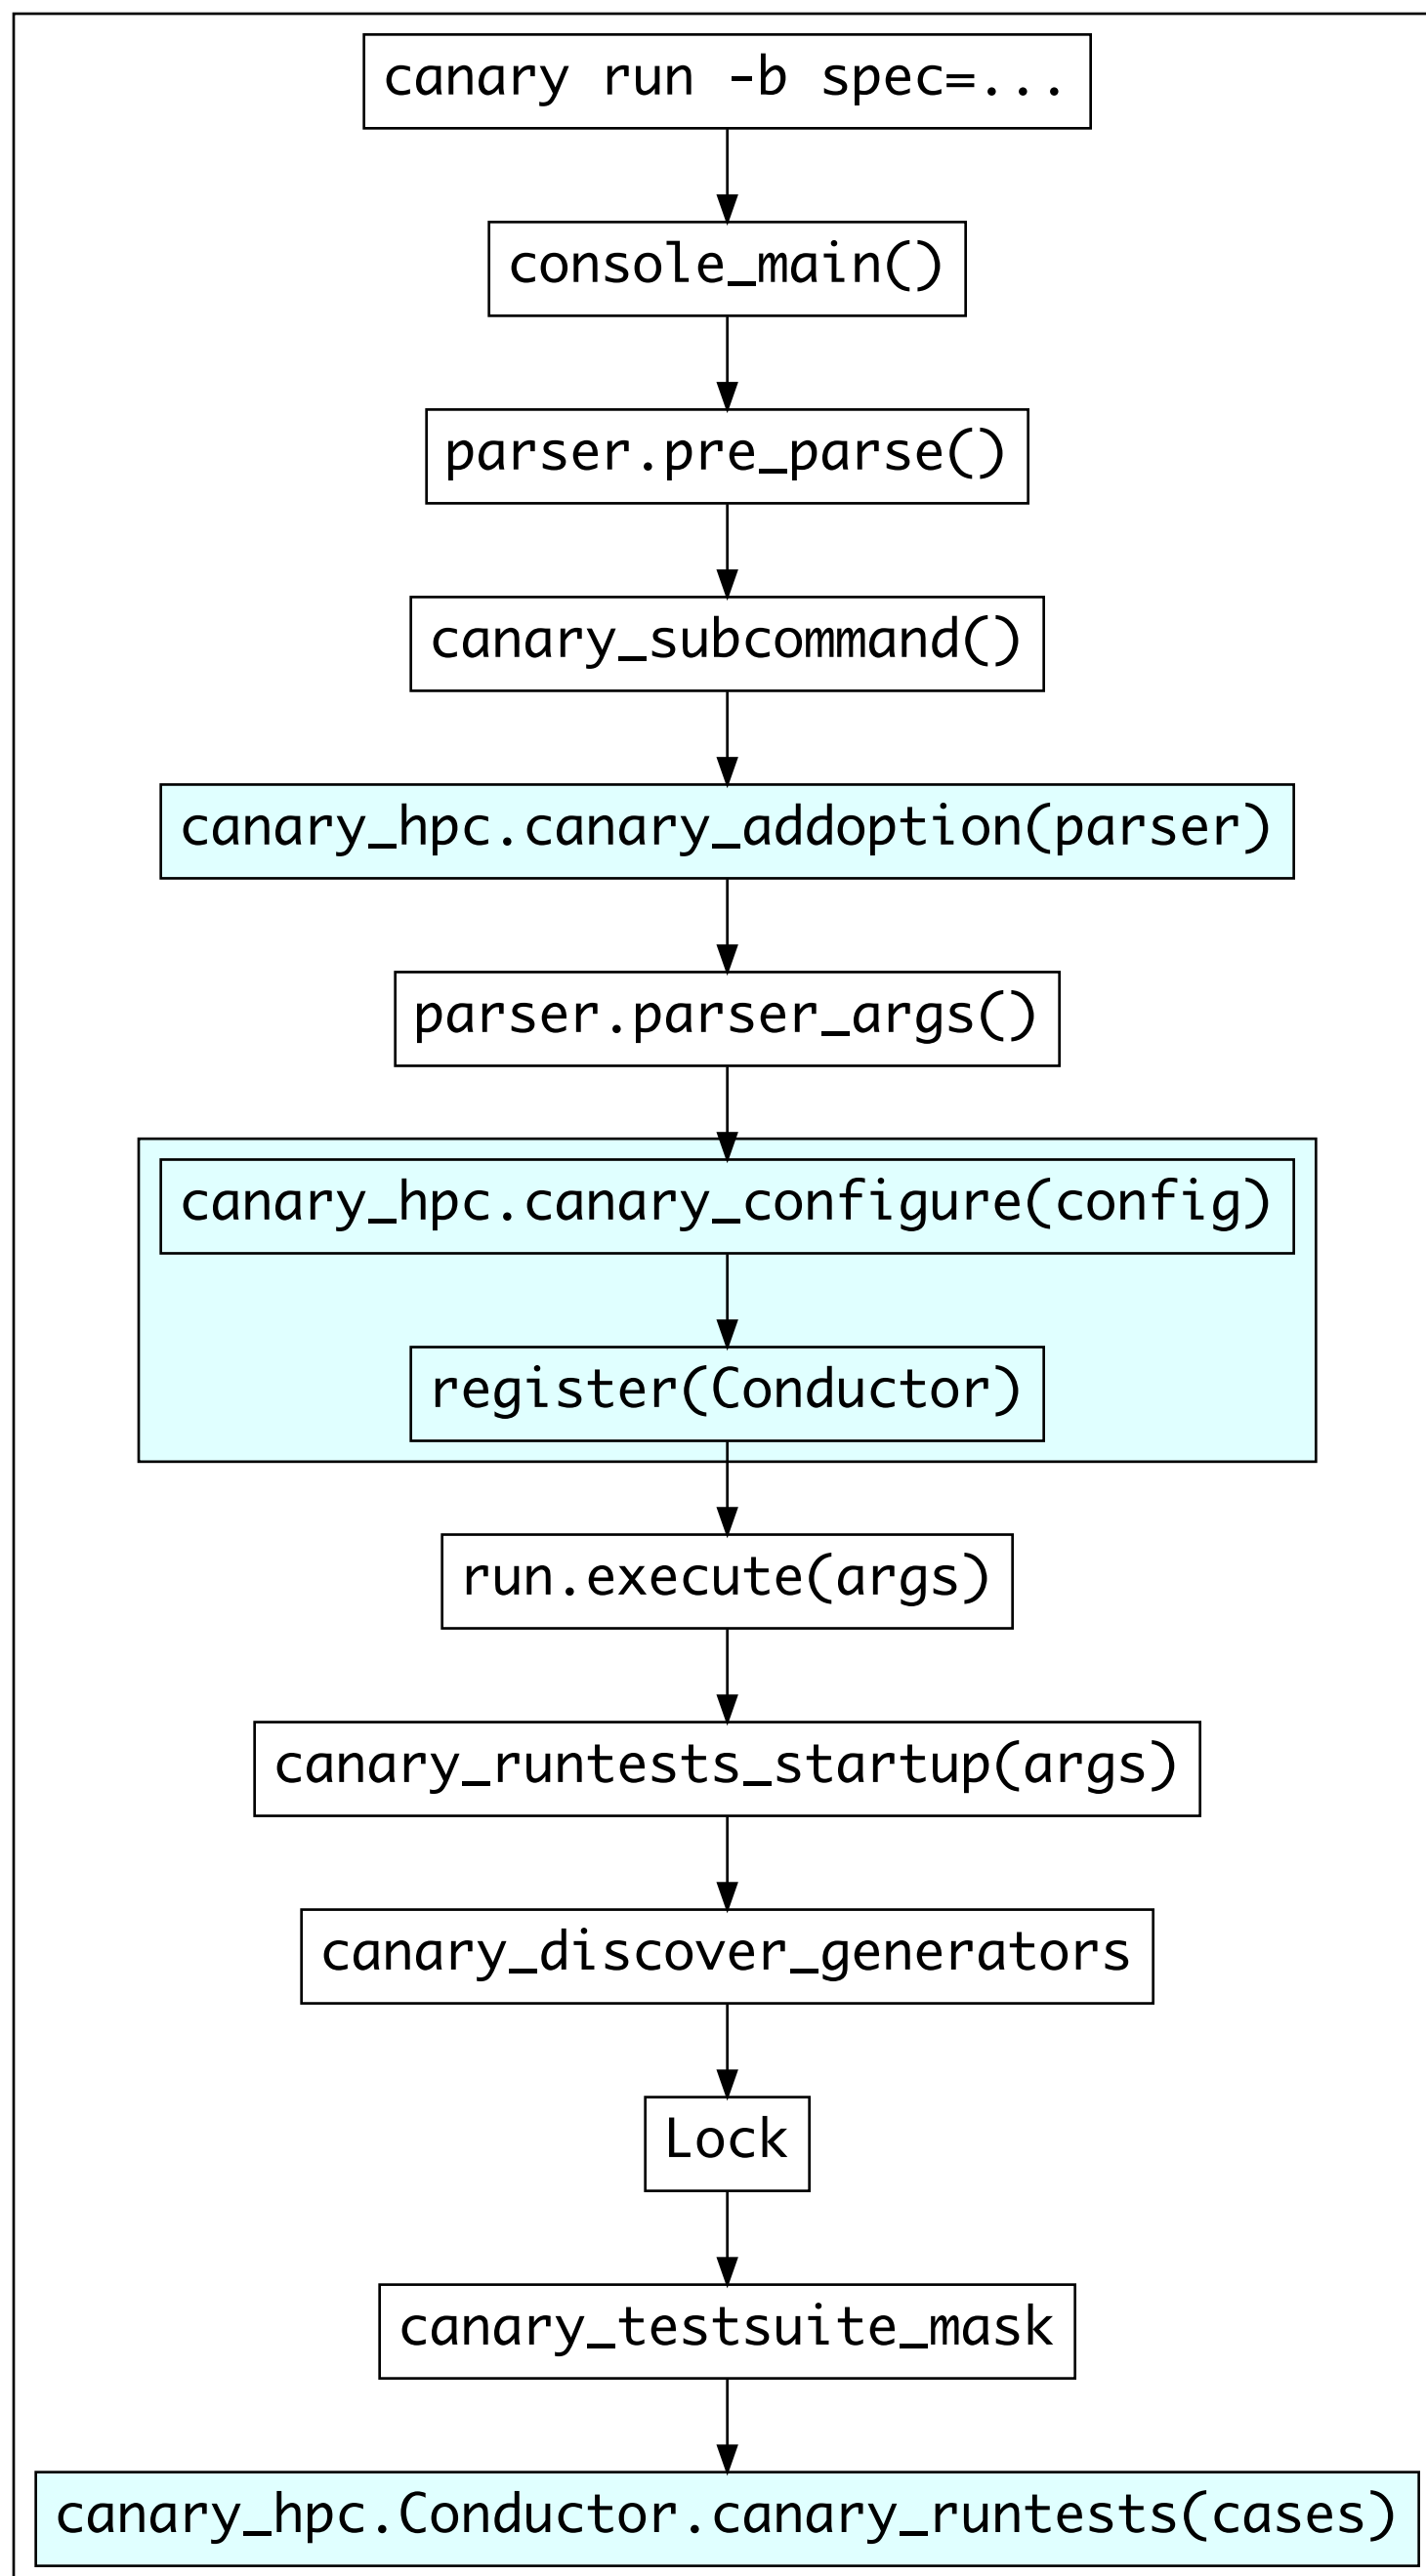 canary run -b spec=...
console_main()
parser.pre_parse()
canary_subcommand()
canary_hpc.canary_addoption(parser)
parser.parser_args()
canary_hpc.canary_configure(config)
register(Conductor)
run.execute(args)
canary_runtests_startup(args)
canary_discover_generators
Lock
canary_testsuite_mask
canary_hpc.Conductor.canary_runtests(cases)